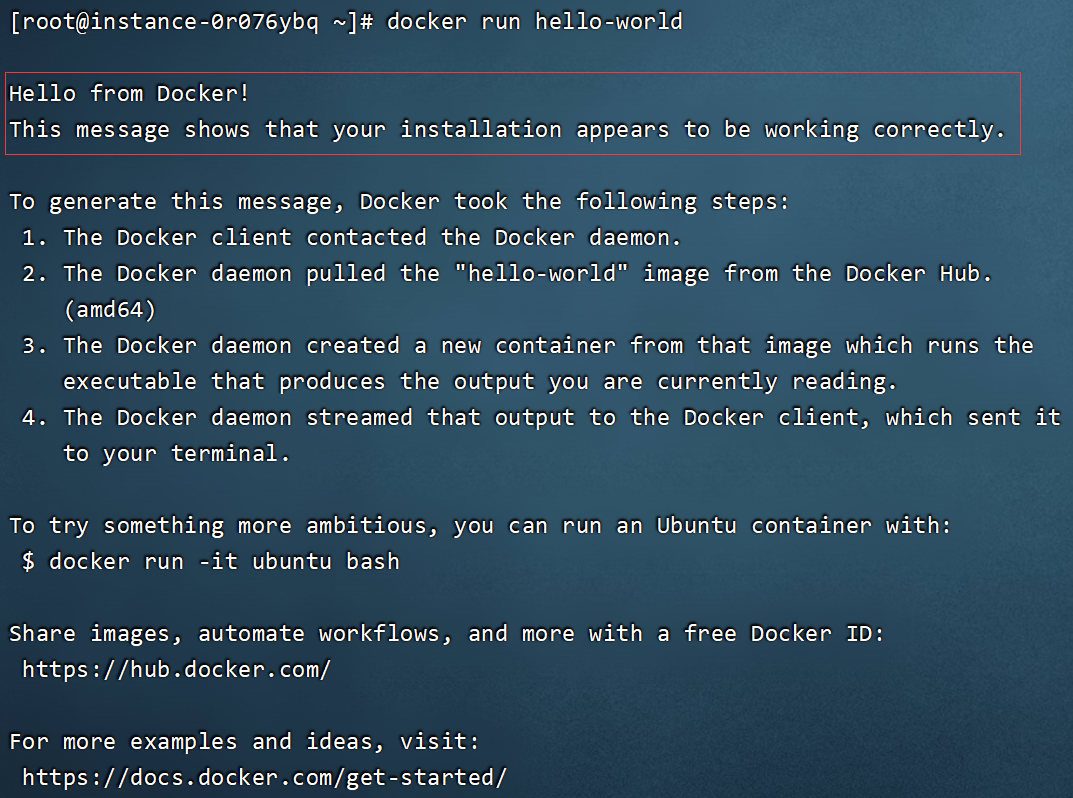 [root@instance-0r076ybq ~]# docker run hello-world
Hello from Docker!
This message shows that your installation appears to be working correctly.
To generate this message, Docker took the following steps:
1. The Docker client contacted the Docker daemon.
2. The Docker daemon pulled the "hello-world" image from the Docker Hub.
(amd64)
3. The Docker daemon created a new container from that image which runs the
executable that produces the output you are currently reading.
4. The Docker daemon streamed that output to the Docker client, which sent it
to your terminal.
To try something more ambitious, you can run an Ubuntu container with:
$ docker run -it ubuntu bash
Share images, automate workflows, and more with a free Docker ID:
https://hub.docker.com/
For more examples and ideas, visit:
https://docs.docker.com/get-started/